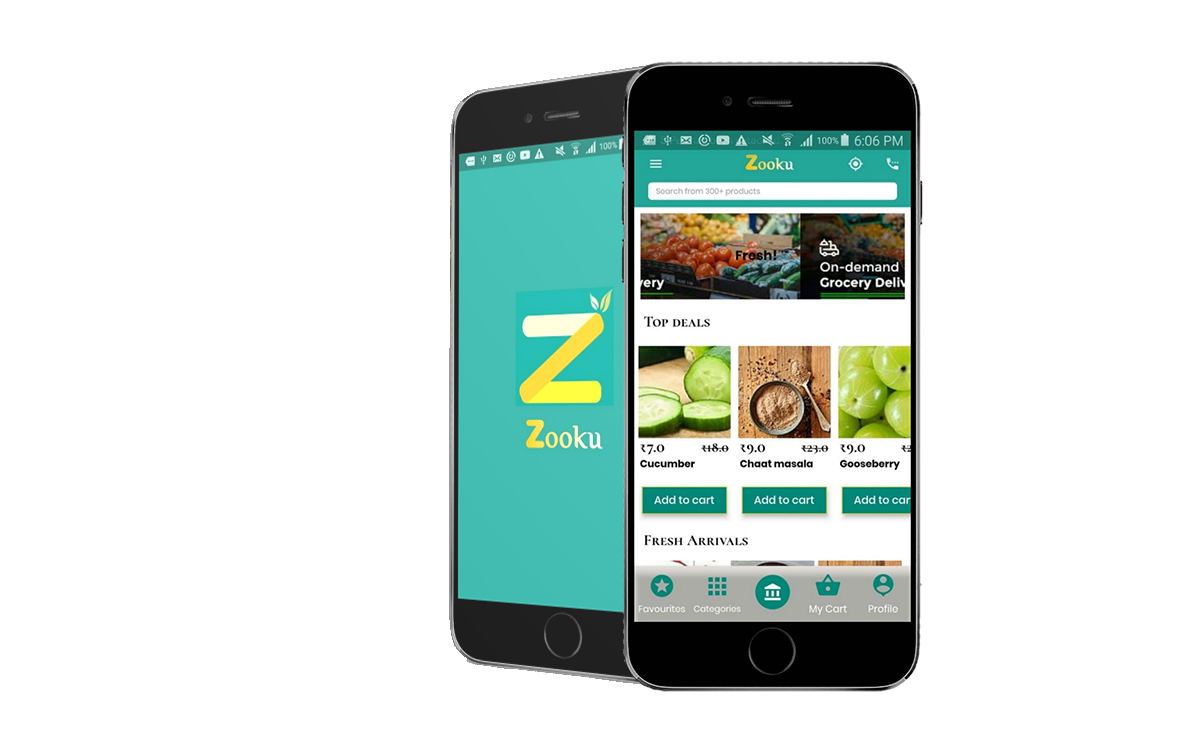 100%
Zooku
100% 6:06 PM
Zooku
Search from 300+ products
Fresh!
very
On-demand
Grocery Deliv
Top deals
₹7.0 ₹18.0
Cucumber
Add to cart
₹9.0 ₹23.0
Chaat masala
Add to cart
₹9.0
Gooseberry
Add to car
Fresh Arrivals
Favourites
Categories
My Cart
Profile